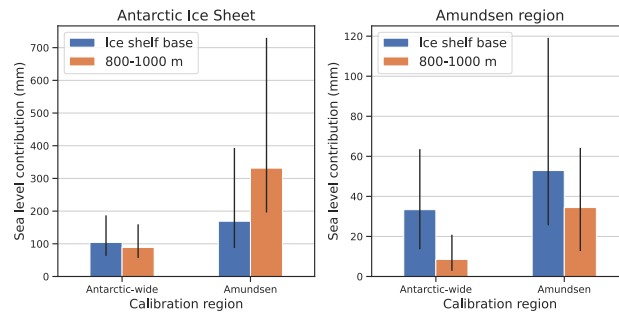 Antarctic Ice Sheet
Sea level contribution (mm)
700
600
500
400
300
200
100
0
Ice shelf base
800-1000 m
Antarctic-wide
Amundsen
Calibration region
Amundsen region
Sea level contribution (mm)
120
100
80
60
40
20
0
Ice shelf base
800-1000 m
Antarctic-wide
Amundsen
Calibration region